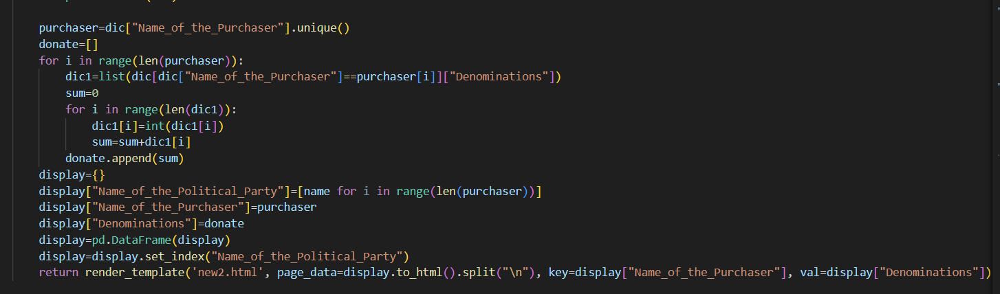 purchaser=dic["Name_of_the_Purchaser"].unique()
donate=[]
for i in range(len(purchaser)):
dic1=list(dic[dic["Name_of_the_Purchaser"]==purchaser[i]]["Denominations"])
sum=0
for i in range(len(dic1)):
dic1[i]=int(dic1[i])
sum=sum+dic1[i]
donate.append(sum)
display={}
display["Name_of_the_Political_Party"]=[name for i in range(len(purchaser))]
display["Name_of_the_Purchaser"]=purchaser
display["Denominations"]=donate
display=pd.DataFrame(display)
display=display.set_index("Name_of_the_Political_Party")
return render_template('new2.html', page_data=display.to_html().split("\n"), key=display["Name_of_the_Purchaser"], val=display["Denominations"])